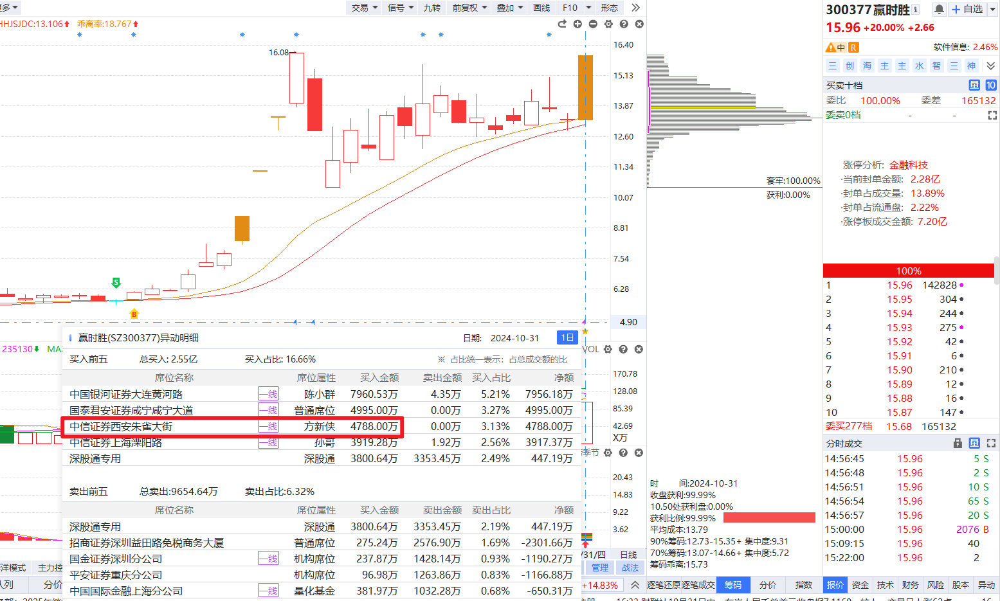 更多
交易 信号 九转 前复权 叠加 画线 F10 形态
HHJSJDC:13.106 乖离率:18.767
16.08
16.40
15.13
13.87
12.60
11.34
10.07
8.81
7.54
6.28
4.90
S
B
套牢:100.00%
获利:0.00%
235130 MA
VOL
170.78
128.08
85.39
42.69
X万
季节
20.43
14.83
9.22
3.62
/31/四 日线
管理 战法
+14.83%
洋模式 主力控
队列 分价
赢时胜(SZ300377)异动明细 日期: 2024-10-31 1日
买入前五 总买入: 2.55亿 买入占比: 16.66% ※ 占比统一表示: 占总成交额的比
席位名称 席位属性 买入金额 卖出金额 买入占比 净额
中国银河证券大连黄河路 一线 陈小群 7960.53万 4.35万 5.21% 7956.18万
国泰君安证券咸宁咸宁大道 一线 普通席位 4995.00万 0.00万 3.27% 4995.00万
中信证券西安朱雀大街 一线 方新侠 4788.00万 0.00万 3.13% 4788.00万
中信证券上海溧阳路 一线 孙哥 3919.28万 1.92万 2.56% 3917.37万
深股通专用 深股通 3800.64万 3353.45万 2.49% 447.19万
卖出前五 总卖出:9654.64万 卖出占比:6.32%
席位名称 席位属性 买入金额 卖出金额 卖出占比 净额
深股通专用 深股通 3800.64万 3353.45万 2.19% 447.19万
招商证券深圳益田路免税商务大厦 普通席位 275.24万 2576.90万 1.69% -2301.66万
国金证券深圳分公司 一线 机构席位 237.87万 1428.14万 0.93% -1190.27万
平安证券重庆分公司 机构席位 96.98万 1263.86万 0.83% -1166.88万
中国国际金融上海分公司 一线 量化基金 381.97万 1032.28万 0.68% -650.31万
时 间:2024-10-31
收盘获利:99.99%
10.50处获利盘:0.00%
获利比例:99.99%
平均成本:13.79
90%筹码:12.73-15.35+ 集中度:9.31
70%筹码:13.07-14.66+ 集中度:5.72
筹码乖离:15.73
逐笔还原 逐笔成交 筹码 分价 指数 报价 资金 技术 财务 风险 股本 异动
300377 赢时胜 自选
15.96 +20.00% +2.66
中 R 软件信息: 2.46%
三 创 海 主 主 水 智 三 神
买卖十档 量 10
委比 100.00% 委差 165132
委卖0档 - -
涨停分析: 金融科技
·当前封单金额: 2.28亿
·封单占成交量: 13.89%
·封单占流通盘: 2.22%
·涨停板成交金额: 7.20亿
100%
1 15.96 142828
2 15.95 304
3 15.94 244
4 15.93 275
5 15.92 42
6 15.91 6
7 15.90 210
8 15.89 12
9 15.88 16
10 15.87 147
委买277档 15.68 165132
分时成交 量
14:56:45 15.96 5 S
14:56:48 15.96 2 S
14:56:51 15.96 10 S
14:56:54 15.96 65 S
14:56:57 15.96 20 S
15:00:00 15.96 2076 B
15:09:15 15.96 40
15:22:00 15.96 2